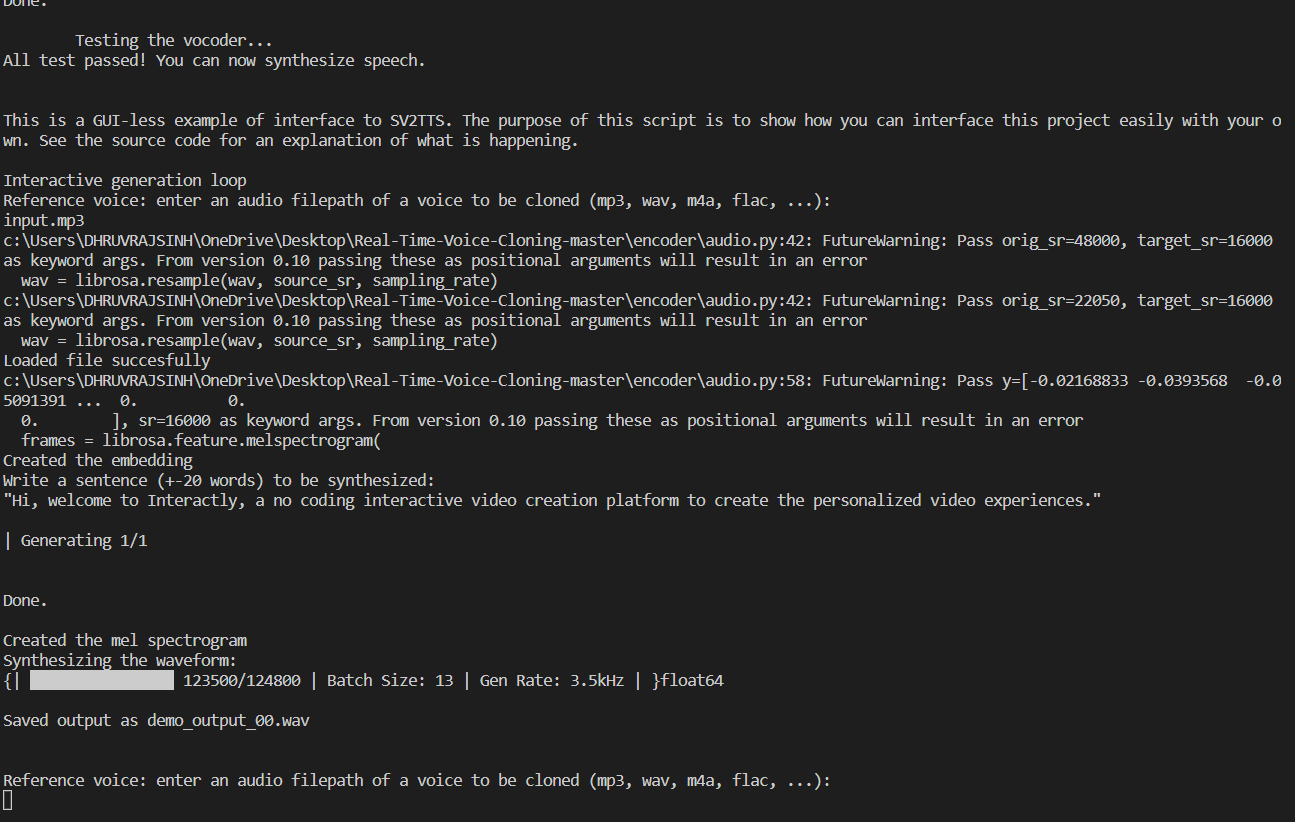 Done.
Testing the vocoder...
All test passed! You can now synthesize speech.
This is a GUI-less example of interface to SV2TTS. The purpose of this script is to show how you can interface this project easily with your o
wn. See the source code for an explanation of what is happening.
Interactive generation loop
Reference voice: enter an audio filepath of a voice to be cloned (mp3, wav, m4a, flac, ...):
input.mp3
c:\Users\DHRUVRAJSINH\OneDrive\Desktop\Real-Time-Voice-Cloning-master\encoder\audio.py:42: FutureWarning: Pass orig_sr=48000, target_sr=16000
as keyword args. From version 0.10 passing these as positional arguments will result in an error
wav = librosa.resample(wav, source_sr, sampling_rate)
c:\Users\DHRUVRAJSINH\OneDrive\Desktop\Real-Time-Voice-Cloning-master\encoder\audio.py:42: FutureWarning: Pass orig_sr=22050, target_sr=16000
as keyword args. From version 0.10 passing these as positional arguments will result in an error
wav = librosa.resample(wav, source_sr, sampling_rate)
Loaded file succesfully
c:\Users\DHRUVRAJSINH\OneDrive\Desktop\Real-Time-Voice-Cloning-master\encoder\audio.py:58: FutureWarning: Pass y=[-0.02168833 -0.0393568  -0.0
5091391 ...  0.          0.
0.        ], sr=16000 as keyword args. From version 0.10 passing these as positional arguments will result in an error
frames = librosa.feature.melspectrogram(
Created the embedding
Write a sentence (+-20 words) to be synthesized:
"Hi, welcome to Interactly, a no coding interactive video creation platform to create the personalized video experiences."
| Generating 1/1
Done.
Created the mel spectrogram
Synthesizing the waveform:
{| ████████████████ 123500/124800 | Batch Size: 13 | Gen Rate: 3.5kHz | }float64
Saved output as demo_output_00.wav
Reference voice: enter an audio filepath of a voice to be cloned (mp3, wav, m4a, flac, ...):